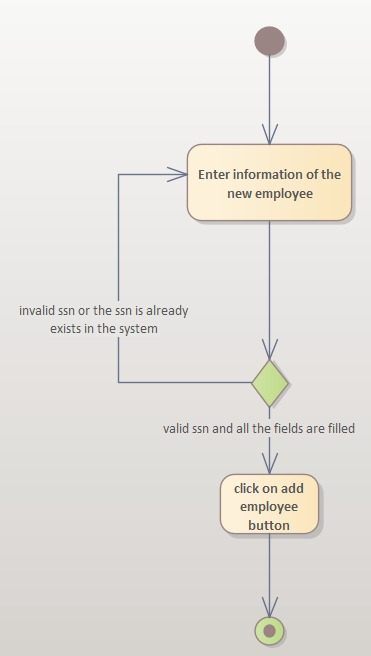 Enter information of the
new employee
invalid ssn or the ssn is already
exists in the system
valid ssn and all the fields are filled
click on add
employee
button